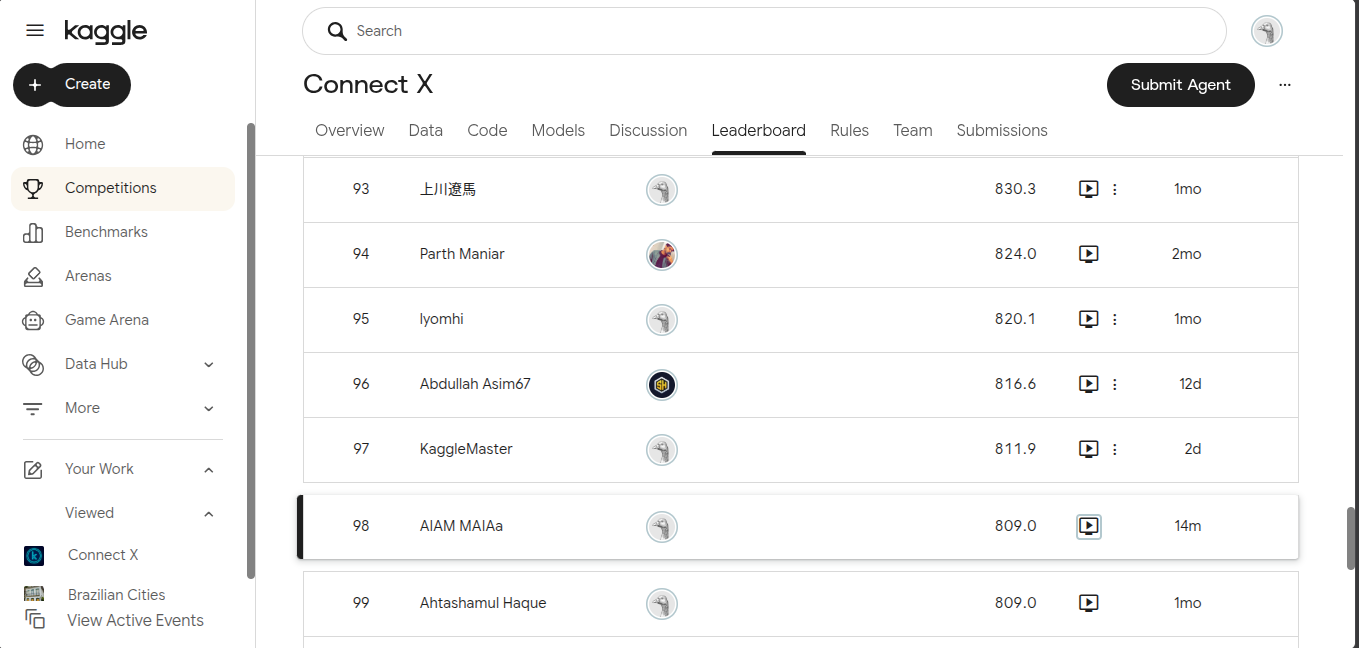 kaggle
Search
Create
Connect X
Submit Agent
Overview Data Code Models Discussion Leaderboard Rules Team Submissions
Home
Competitions
Benchmarks
Arenas
Game Arena
Data Hub
More
Your Work
Viewed
Connect X
Brazilian Cities
View Active Events
93 上川遼馬 830.3 1mo
94 Parth Maniar 824.0 2mo
95 lyomhi 820.1 1mo
96 Abdullah Asim67 816.6 12d
97 KaggleMaster 811.9 2d
98 AIAM MAIAa 809.0 14m
99 Ahtashamul Haque 809.0 1mo